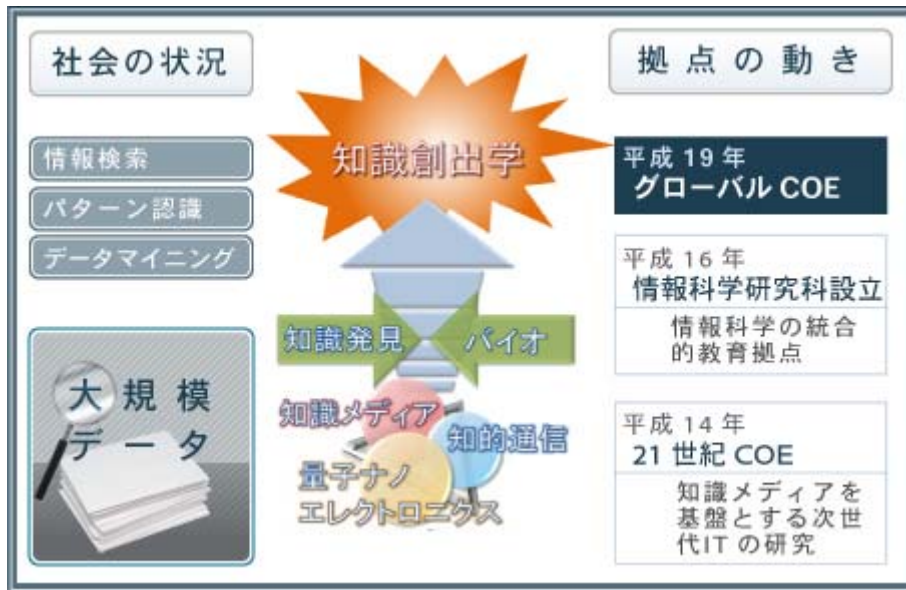 社会の状況
情報検索
パターン認識
データマイニング
大規模
データ
知識創出学
知識発見
バイオ
知識メディア
知的通信
量子ナノ
エレクトロニクス
拠点の動き
平成 19 年
グローバル COE
平成 16 年
情報科学研究科設立
情報科学の統合
的教育拠点
平成 14 年
21 世紀 COE
知識メディアを
基盤とする次世
代IT の研究